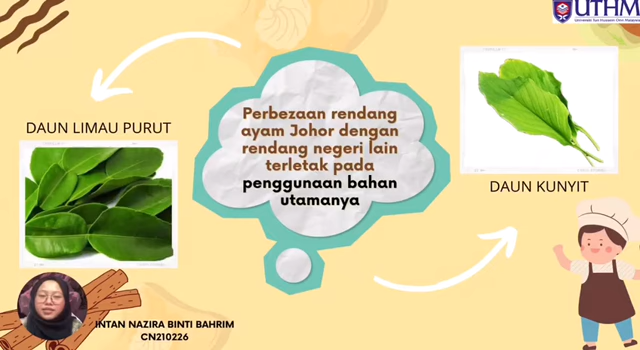 UTHM
DAUN LIMAU PURUT
Perbezaan rendang
ayam Johor dengan
rendang negeri lain
terletak pada
penggunaan bahan
utamanya
DAUN KUNYIT
INTAN NAZIRA BINTI BAHRIM
CN210226